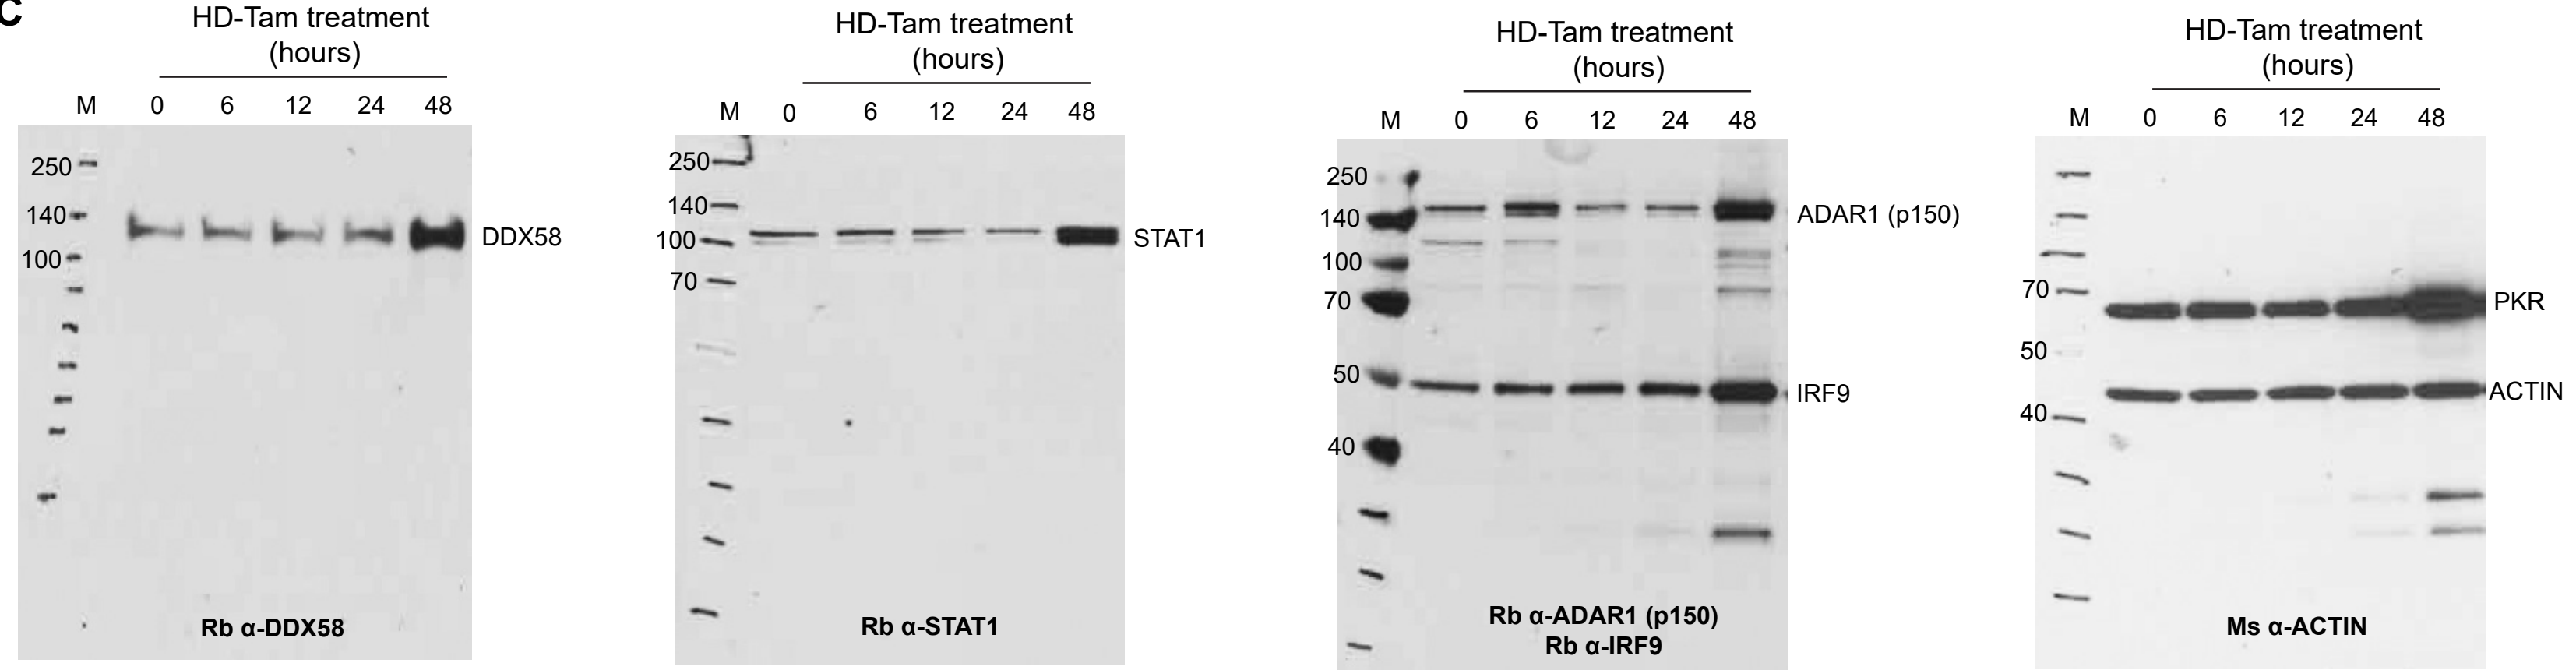 C
HD-Tam treatment
(hours)
M 0 6 12 24 48
250
140
100
DDX58
Rb α-DDX58
HD-Tam treatment
(hours)
M 0 6 12 24 48
250
140
100
70
STAT1
Rb α-STAT1
HD-Tam treatment
(hours)
M 0 6 12 24 48
250
140
100
70
50
40
ADAR1 (p150)
IRF9
Rb α-ADAR1 (p150)
Rb α-IRF9
HD-Tam treatment
(hours)
M 0 6 12 24 48
70
50
40
PKR
ACTIN
Ms α-ACTIN